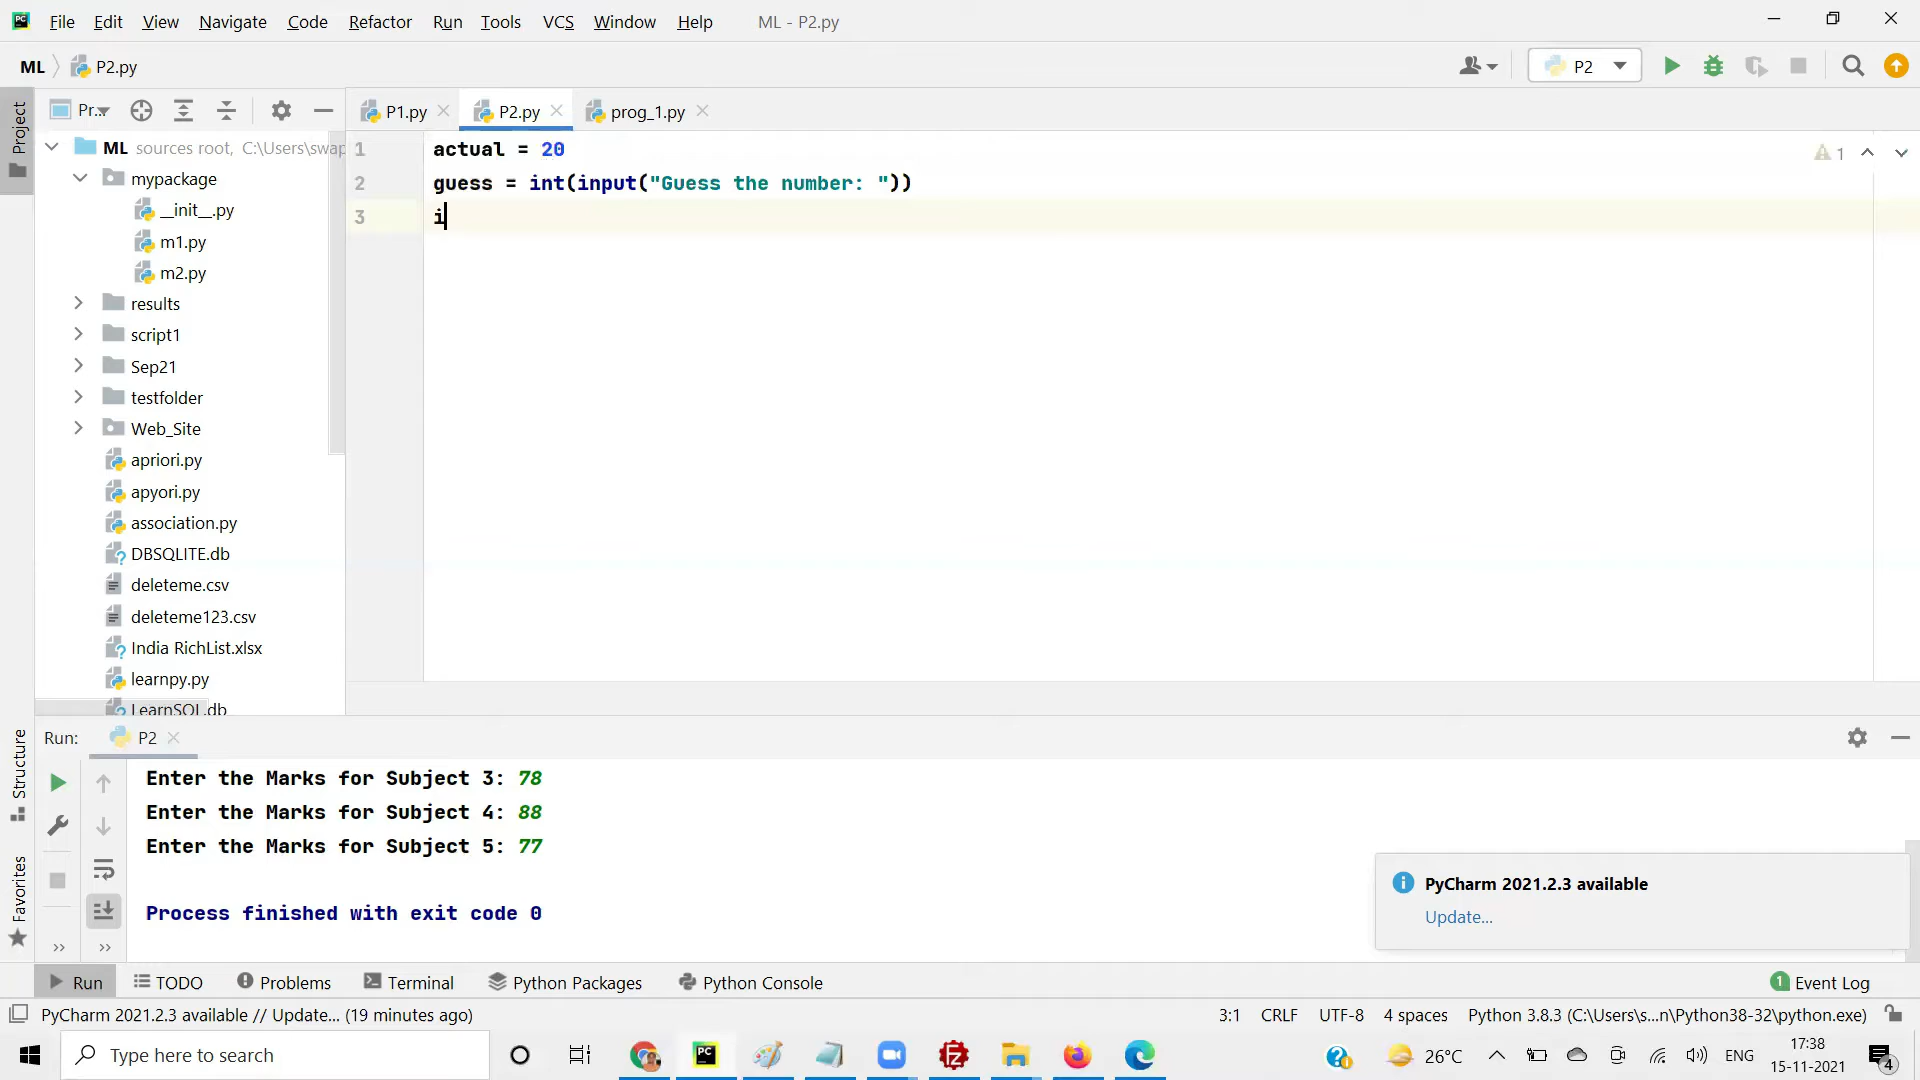 File Edit View Navigate Code Refactor Run Tools VCS Window Help ML - P2.py
ML P2.py P2
Project
Pr... P1.py P2.py prog_1.py
ML sources root, C:\Users\swap
mypackage
__init__.py
m1.py
m2.py
results
script1
Sep21
testfolder
Web_Site
apriori.py
apyori.py
association.py
DBSQLITE.db
deleteme.csv
deleteme123.csv
India RichList.xlsx
learnpy.py
LearnSQL.db
1 actual = 20
2 guess = int(input("Guess the number: "))
3 i
1
Structure
Favorites
Run: P2
Enter the Marks for Subject 3: 78
Enter the Marks for Subject 4: 88
Enter the Marks for Subject 5: 77
Process finished with exit code 0
PyCharm 2021.2.3 available
Update...
Run TODO Problems Terminal Python Packages Python Console 1 Event Log
PyCharm 2021.2.3 available // Update... (19 minutes ago) 3:1 CRLF UTF-8 4 spaces Python 3.8.3 (C:\Users\s...n\Python38-32\python.exe)
Type here to search 26°C ENG 17:38
15-11-2021 4